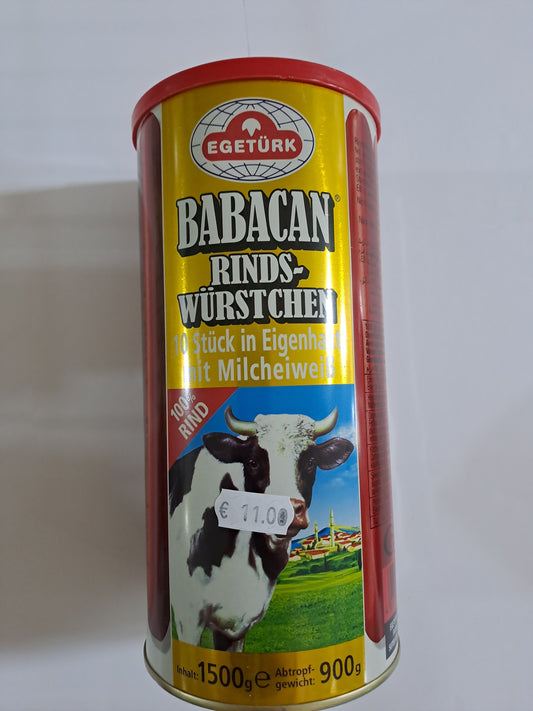 EGETÜRK
BABACAN®
RINDS-
WÜRSTCHEN
10 Stück in Eigenhaut
mit Milcheiweiß
100%
RIND
€ 11.00
Inhalt: 1500g e Abtropf-
gewicht: 900g